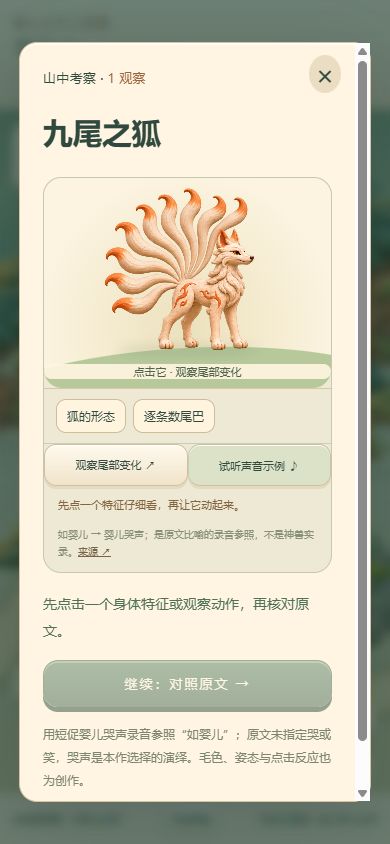 山中考察 · 1 观察
×
九尾之狐
点击它 · 观察尾部变化
狐的形态
逐条数尾巴
观察尾部变化 ↗
试听声音示例 ♪
先点一个特征仔细看，再让它动起来。
如婴儿 → 婴儿哭声；是原文比喻的录音参照，不是神兽实
录。来源 ↗
先点击一个身体特征或观察动作，再核对原
文。
继续：对照原文 →
用短促婴儿哭声录音参照“如婴儿”；原文未指定哭或
笑，哭声是本作选择的演绎。毛色、姿态与点击反应也
为创作。